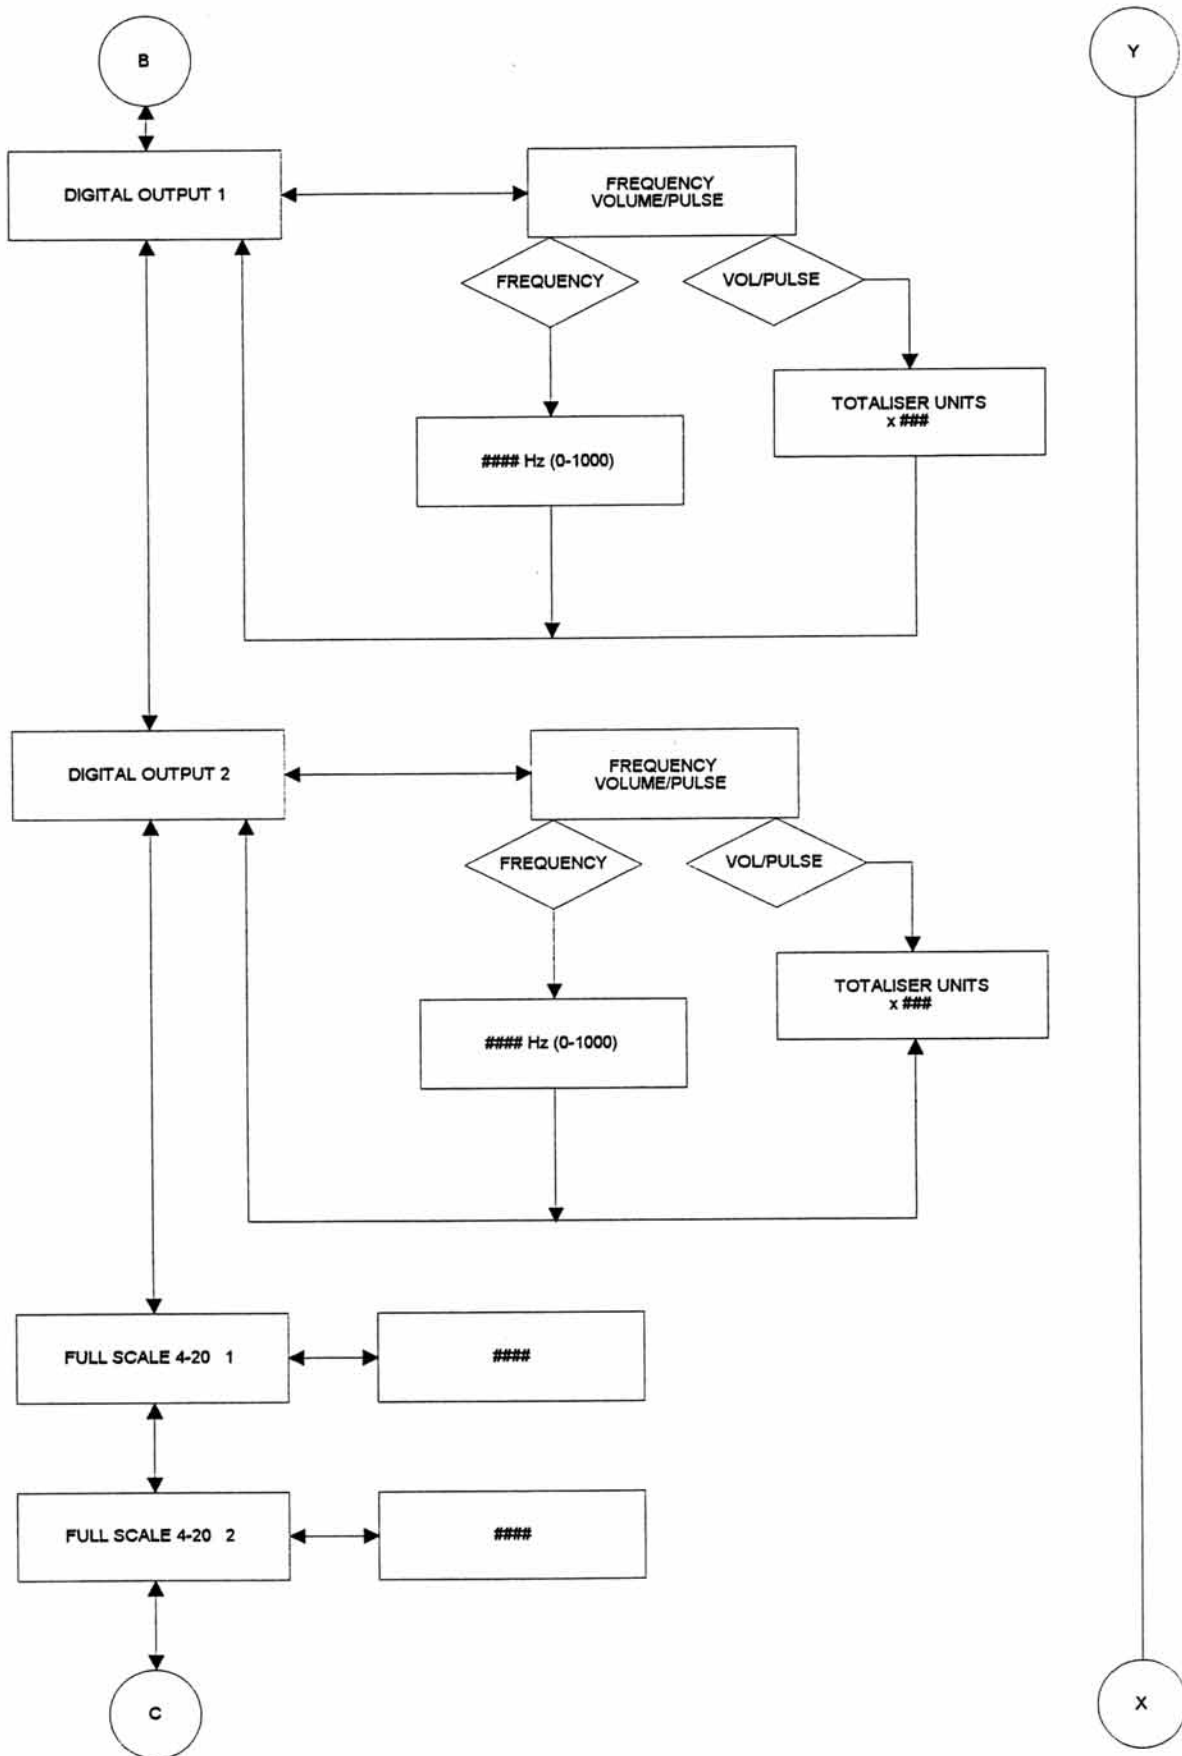 B
Y
DIGITAL OUTPUT 1
FREQUENCY
VOLUME/PULSE
FREQUENCY
VOL/PULSE
TOTALISER UNITS
x ###
#### Hz (0-1000)
DIGITAL OUTPUT 2
FREQUENCY
VOLUME/PULSE
FREQUENCY
VOL/PULSE
TOTALISER UNITS
x ###
#### Hz (0-1000)
FULL SCALE 4-20 1
####
FULL SCALE 4-20 2
####
C
X